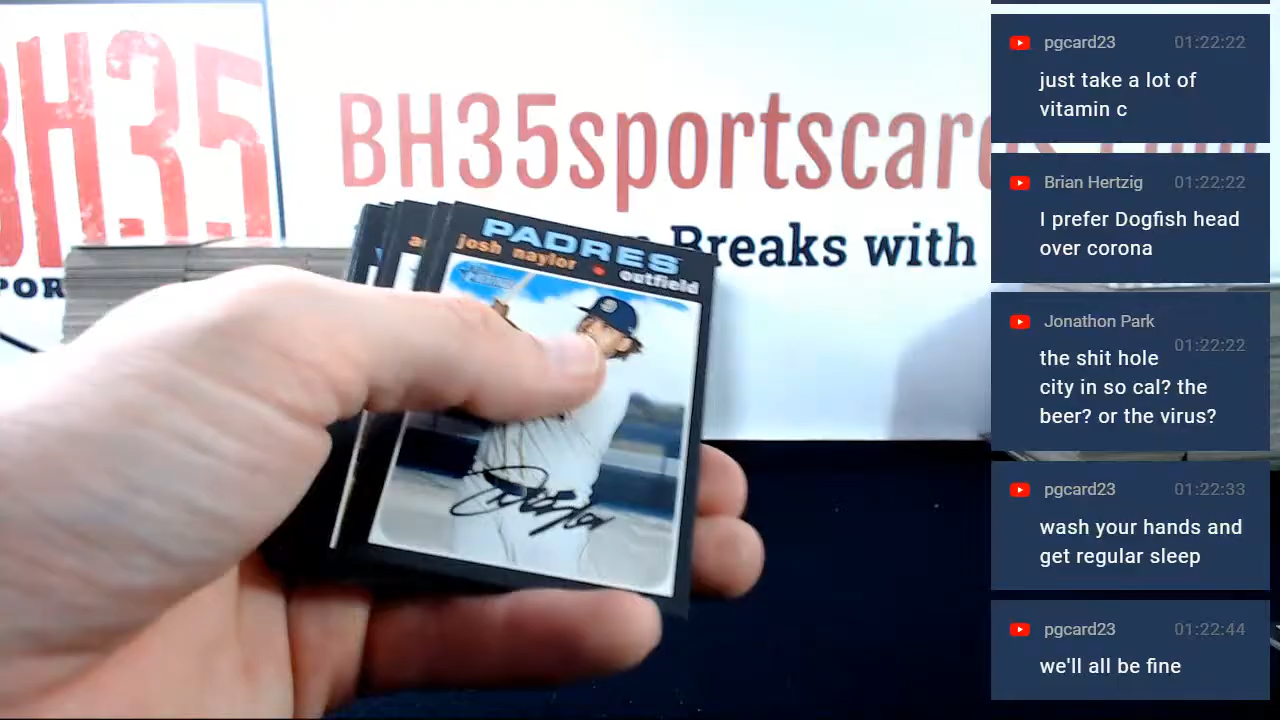 BH35
BH35sportscar
Breaks with
POR
PADRES
josh naylor • outfield
pgcard23 01:22:22
just take a lot of
vitamin c
Brian Hertzig 01:22:22
I prefer Dogfish head
over corona
Jonathon Park 01:22:22
the shit hole
city in so cal? the
beer? or the virus?
pgcard23 01:22:33
wash your hands and
get regular sleep
pgcard23 01:22:44
we'll all be fine